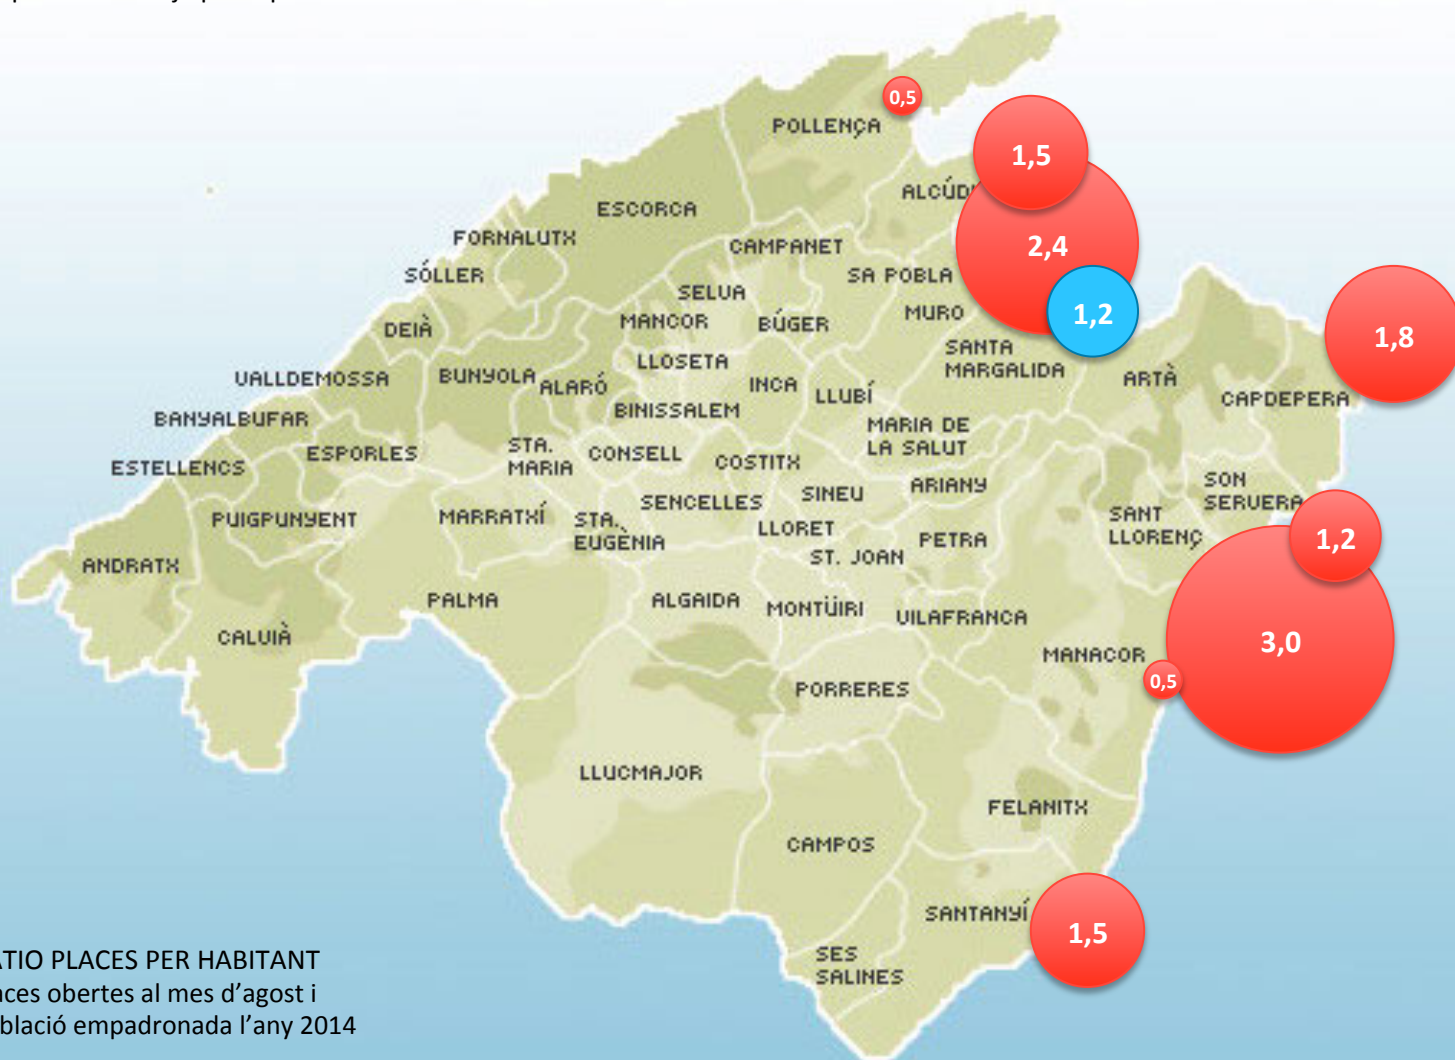 0,5
POLLENÇA
1,5
ALCÚD
ESCORCA
FORNALUTX
CAMPANET
2,4
SÓLLER
SA POBLA
SELVA
MURO
1,2
DEIÀ
MANCOR
BÚGER
1,8
SANTA
MARGALIDA
LLOSETA
VALLDEMOSSA
BUNYOLA
ALARÓ
INCA
LLUBÍ
ARTÀ
CAPDEPERA
BANYALBUFAR
BINISSALEM
MARIA DE
LA SALUT
ESTELLENCS
ESPORLES
STA.
MARIA
CONSELL
COSTITX
SINEU
ARIANY
SON
SERVERA
PUIGPUNYENT
MARRATXÍ
STA.
EUGÈNIA
SENCELLES
LLORET
ST. JOAN
PETRA
SANT
LLORENÇ
1,2
ANDRATX
PALMA
ALGAIDA
MONTÜIRI
VILAFRANCA
CALVIÀ
MANACOR
3,0
0,5
PORRERES
LLUCMAJOR
FELANITX
CAMPOS
SANTANYÍ
1,5
SES
SALINES
ATIO PLACES PER HABITANT
aces obertes al mes d’agost i
blació empadronada l’any 2014